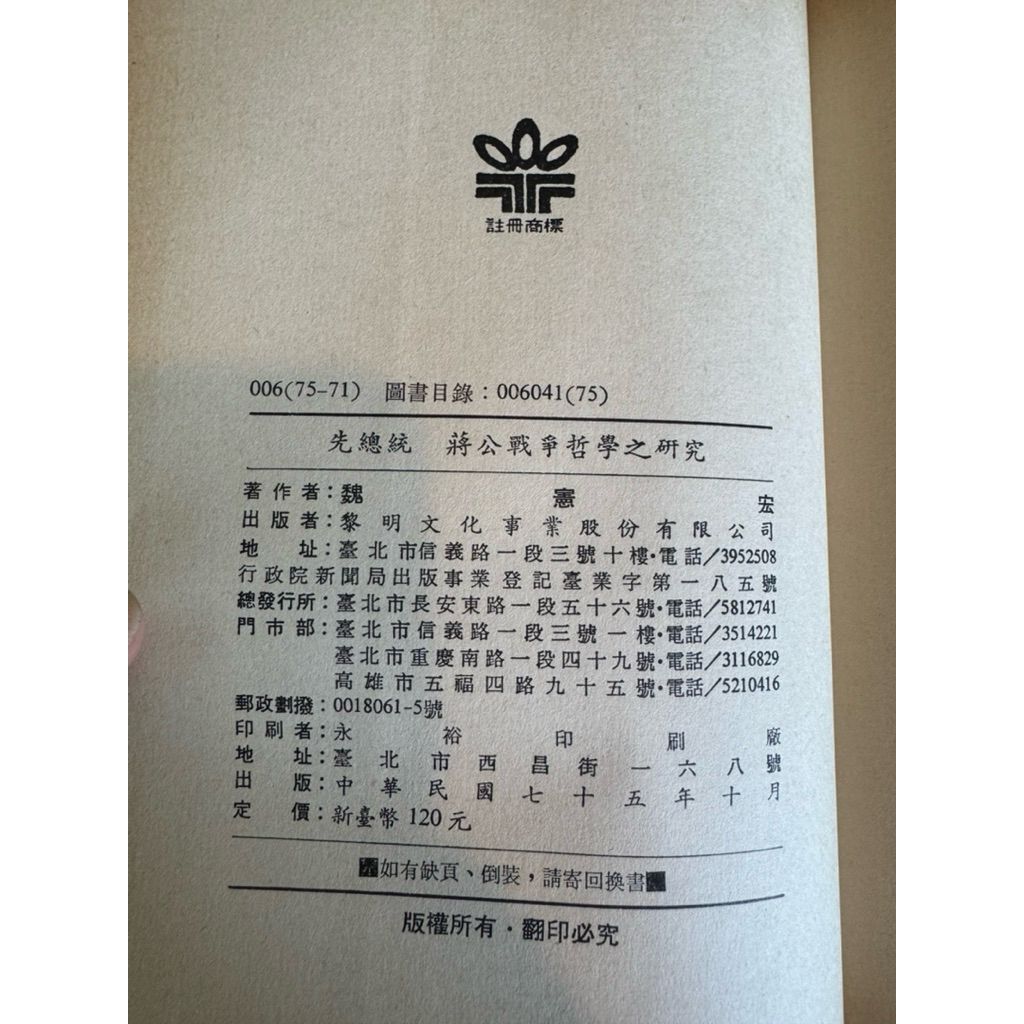 註冊商標
006(75-71) 圖書目錄：006041(75)
先總統 蔣公戰爭哲學之研究
著作者：魏憲宏
出版者：黎明文化事業股份有限公司
地址：臺北市信義路一段三號十樓·電話/3952508
行政院新聞局出版事業登記臺業字第一八五號
總發行所：臺北市長安東路一段五十六號·電話/5812741
門市部：臺北市信義路一段三號一樓·電話/3514221
臺北市重慶南路一段四十九號·電話/3116829
高雄市五福四路九十五號·電話/5210416
郵政劃撥：0018061-5號
印刷者：永裕印刷廠
地址：臺北市西昌街一六八號
出版：中華民國七十五年十月
定價：新臺幣120元
如有缺頁、倒裝，請寄回換書
版權所有·翻印必究